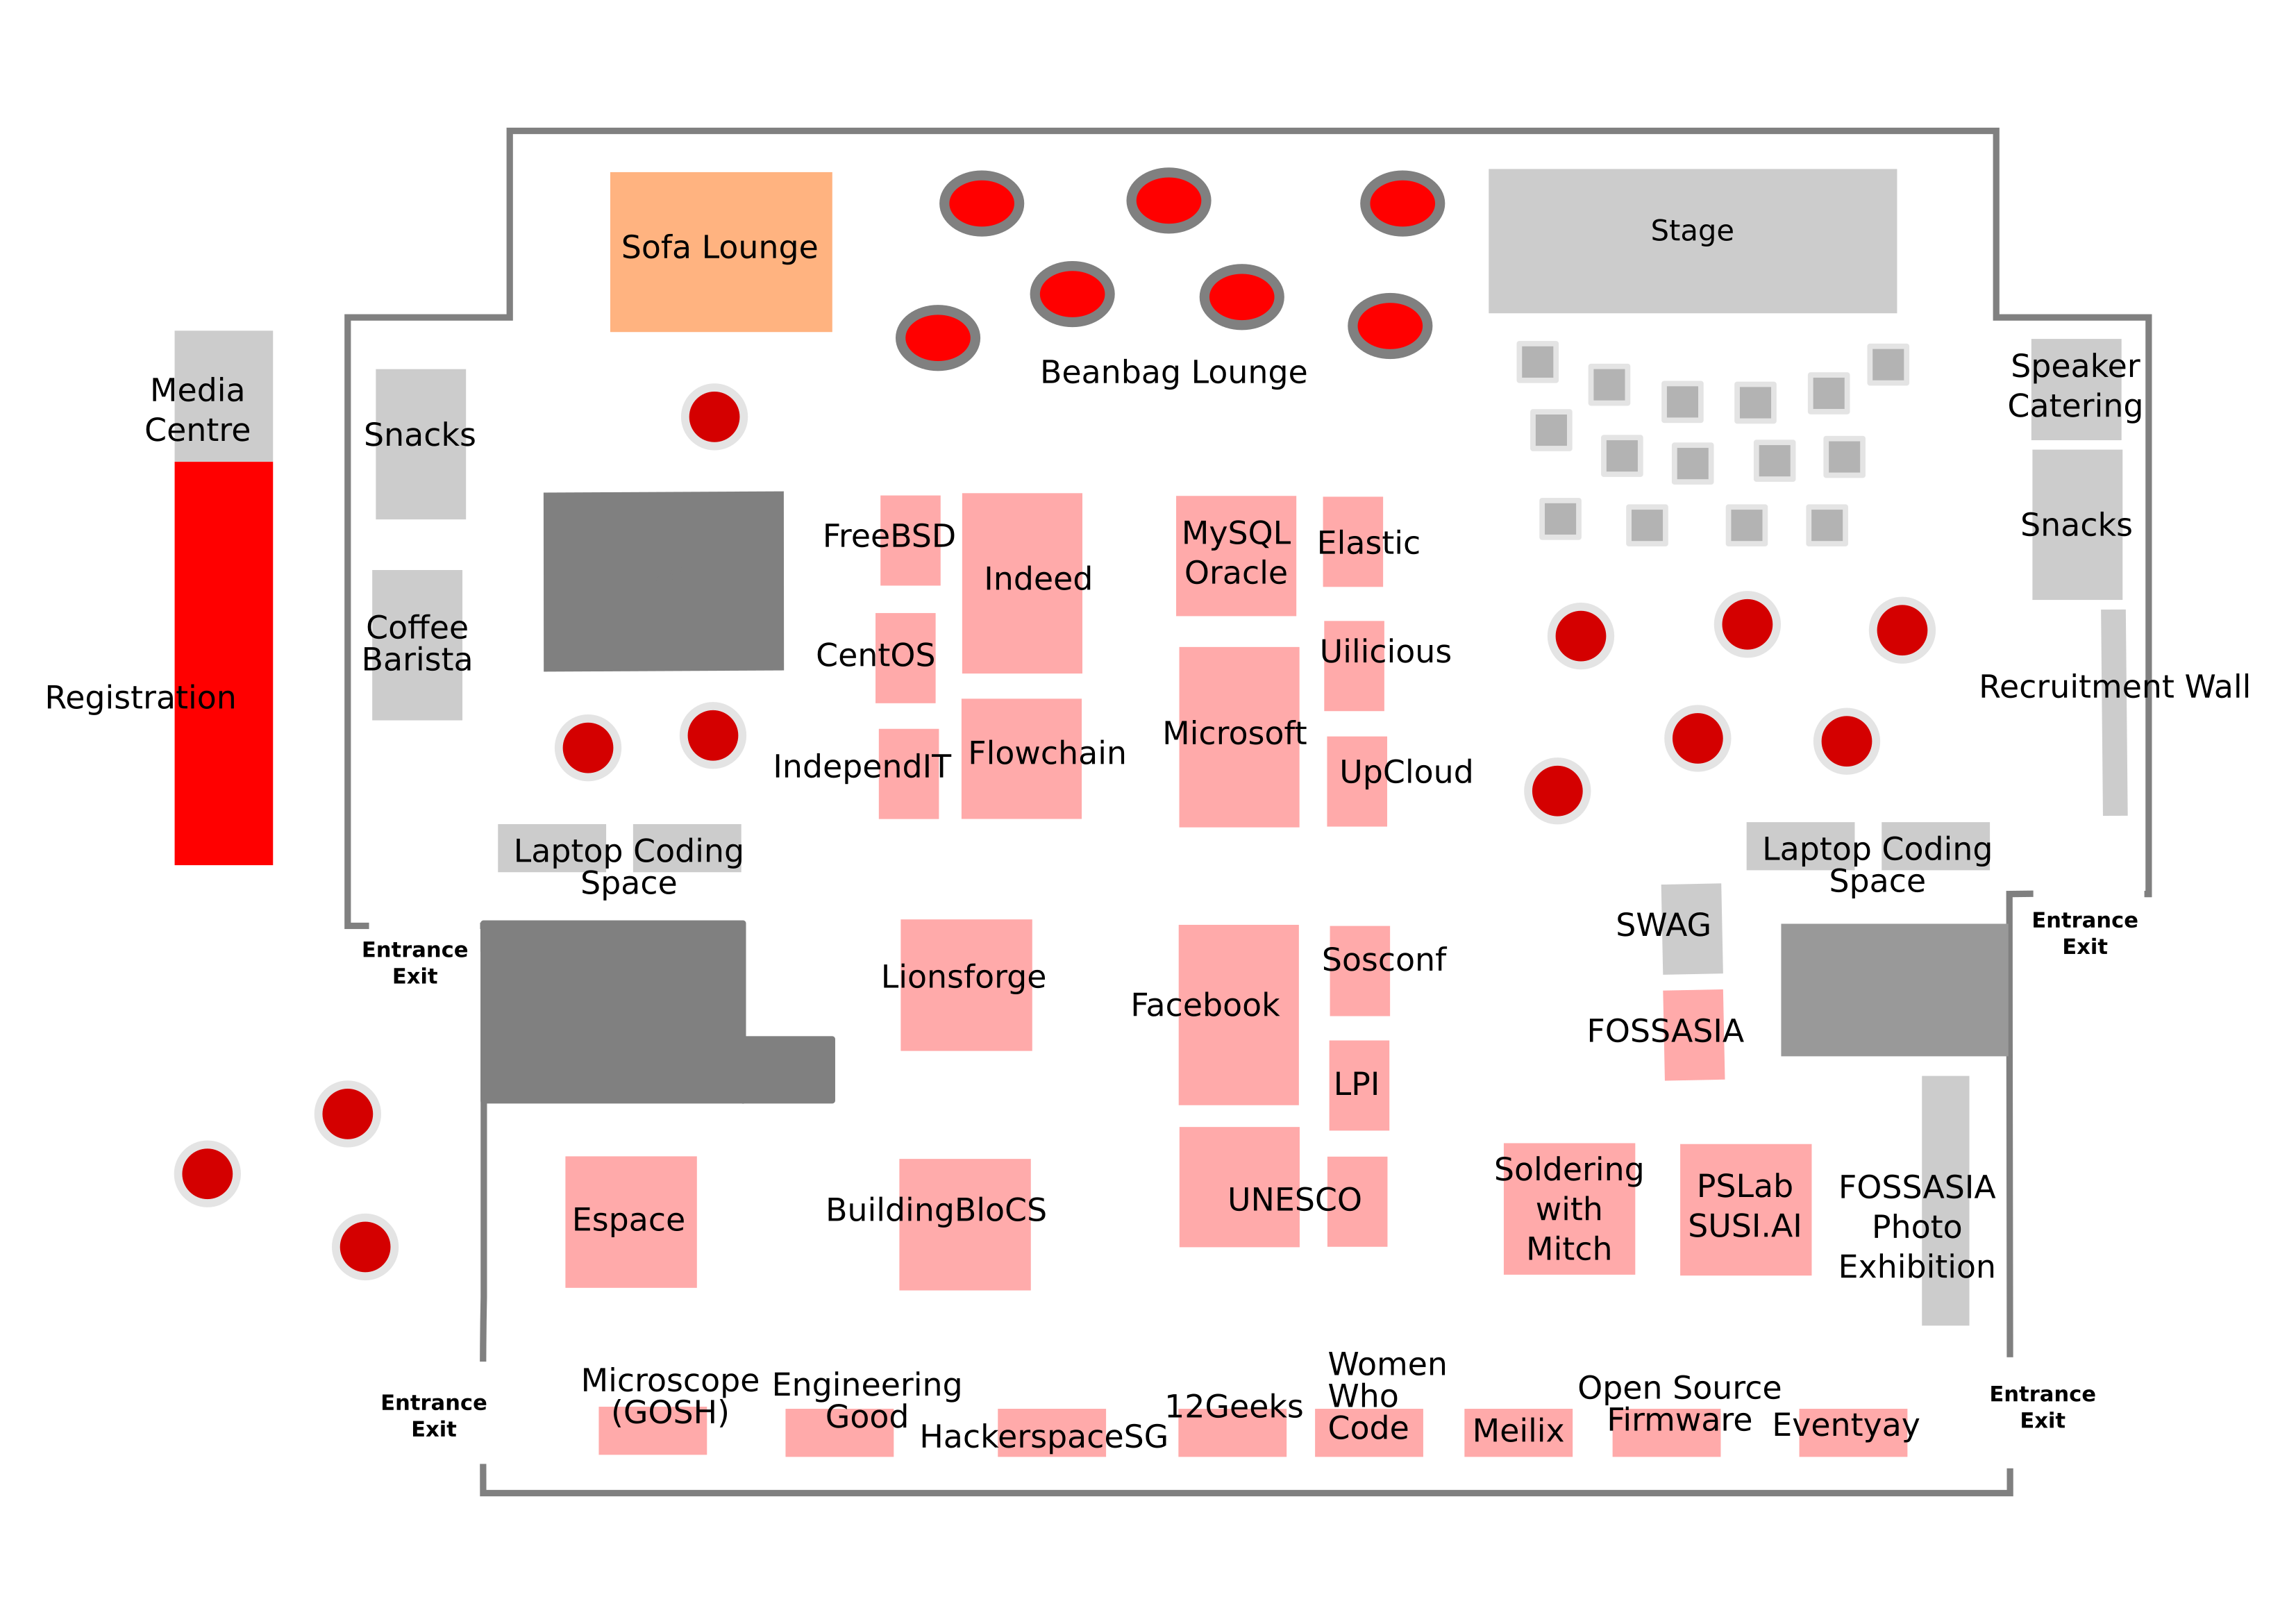 Sofa Lounge
Stage
Beanbag Lounge
Media
Centre
Snacks
Speaker
Catering
Snacks
FreeBSD
Indeed
MySQL
Oracle
Elastic
Coffee
Barista
CentOS
Uilicious
Registration
Recruitment Wall
IndependIT
Flowchain
Microsoft
UpCloud
Laptop Coding
Space
Laptop Coding
Space
Entrance
Exit
Lionsforge
Facebook
Sosconf
SWAG
Entrance
Exit
FOSSASIA
LPI
Espace
BuildingBloCS
UNESCO
Soldering
with
Mitch
PSLab
SUSI.AI
FOSSASIA
Photo
Exhibition
Entrance
Exit
Microscope
(GOSH)
Engineering
Good
HackerspaceSG
12Geeks
Women
Who
Code
Meilix
Open Source
Firmware
Eventyay
Entrance
Exit